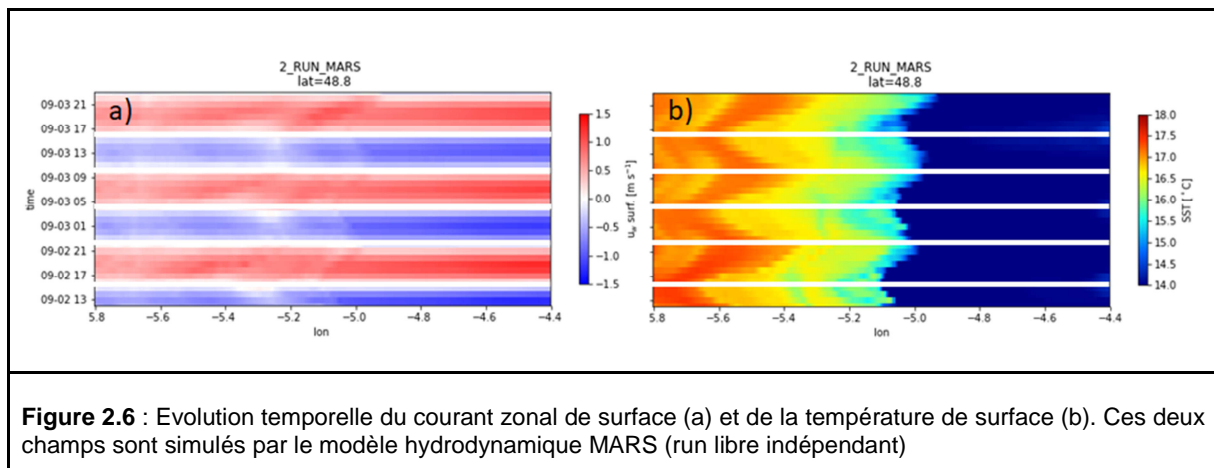 2_RUN_MARS
lat=48.8
a)
09-03 21
09-03 17
09-03 13
09-03 09
09-03 05
09-03 01
09-02 21
09-02 17
09-02 13
time
5.8 −5.6 −5.4 −5.2 −5.0 −4.8 −4.6 −4.4
lon
1.5
1.0
0.5
0.0
−0.5
−1.0
−1.5
surf. [m s⁻¹]
2_RUN_MARS
lat=48.8
b)
5.8 −5.6 −5.4 −5.2 −5.0 −4.8 −4.6 −4.4
lon
18.0
17.5
17.0
16.5
16.0
15.5
15.0
14.5
14.0
SST [°C]
Figure 2.6 : Evolution temporelle du courant zonal de surface (a) et de la température de surface (b). Ces deux
champs sont simulés par le modèle hydrodynamique MARS (run libre indépendant)